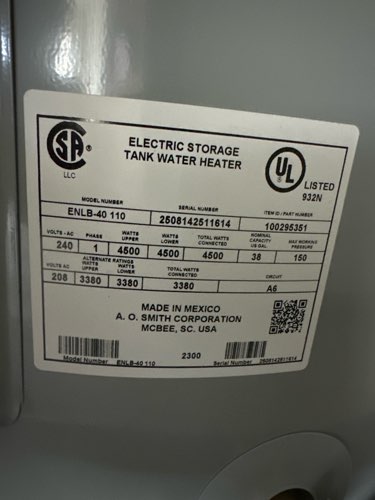 SA
LLC
ELECTRIC STORAGE
TANK WATER HEATER
UL
LISTED
932N
MODEL NUMBER SERIAL NUMBER ITEM ID / PART NUMBER
ENLB-40 110 2508142511614 100295351
VOLTS - AC PHASE WATTS UPPER WATTS LOWER TOTAL WATTS CONNECTED NOMINAL CAPACITY US GAL. MAX WORKING PRESSURE
240 1 4500 4500 4500 38 150
VOLTS AC ALTERNATE RATINGS WATTS UPPER WATTS LOWER TOTAL WATTS CONNECTED CIRCUIT
208 3380 3380 3380 A6
MADE IN MEXICO
A. O. SMITH CORPORATION
MCBEE, SC. USA
2300
Model Number ENLB-40 110 Serial Number 2508142511614